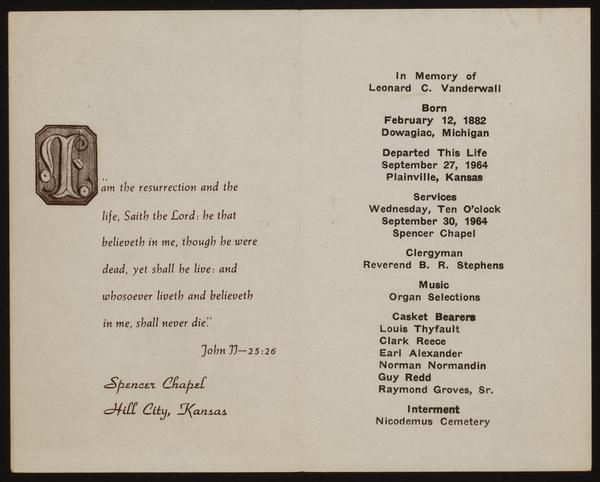 I
"am the resurrection and the
life, Saith the Lord: he that
believeth in me, though he were
dead, yet shall he live: and
whosoever liveth and believeth
in me, shall never die."
John 11—25:26
Spencer Chapel
Hill City, Kansas
In Memory of
Leonard C. Vanderwall
Born
February 12, 1882
Dowagiac, Michigan
Departed This Life
September 27, 1964
Plainville, Kansas
Services
Wednesday, Ten O'clock
September 30, 1964
Spencer Chapel
Clergyman
Reverend B. R. Stephens
Music
Organ Selections
Casket Bearers
Louis Thyfault
Clark Reece
Earl Alexander
Norman Normandin
Guy Redd
Raymond Groves, Sr.
Interment
Nicodemus Cemetery